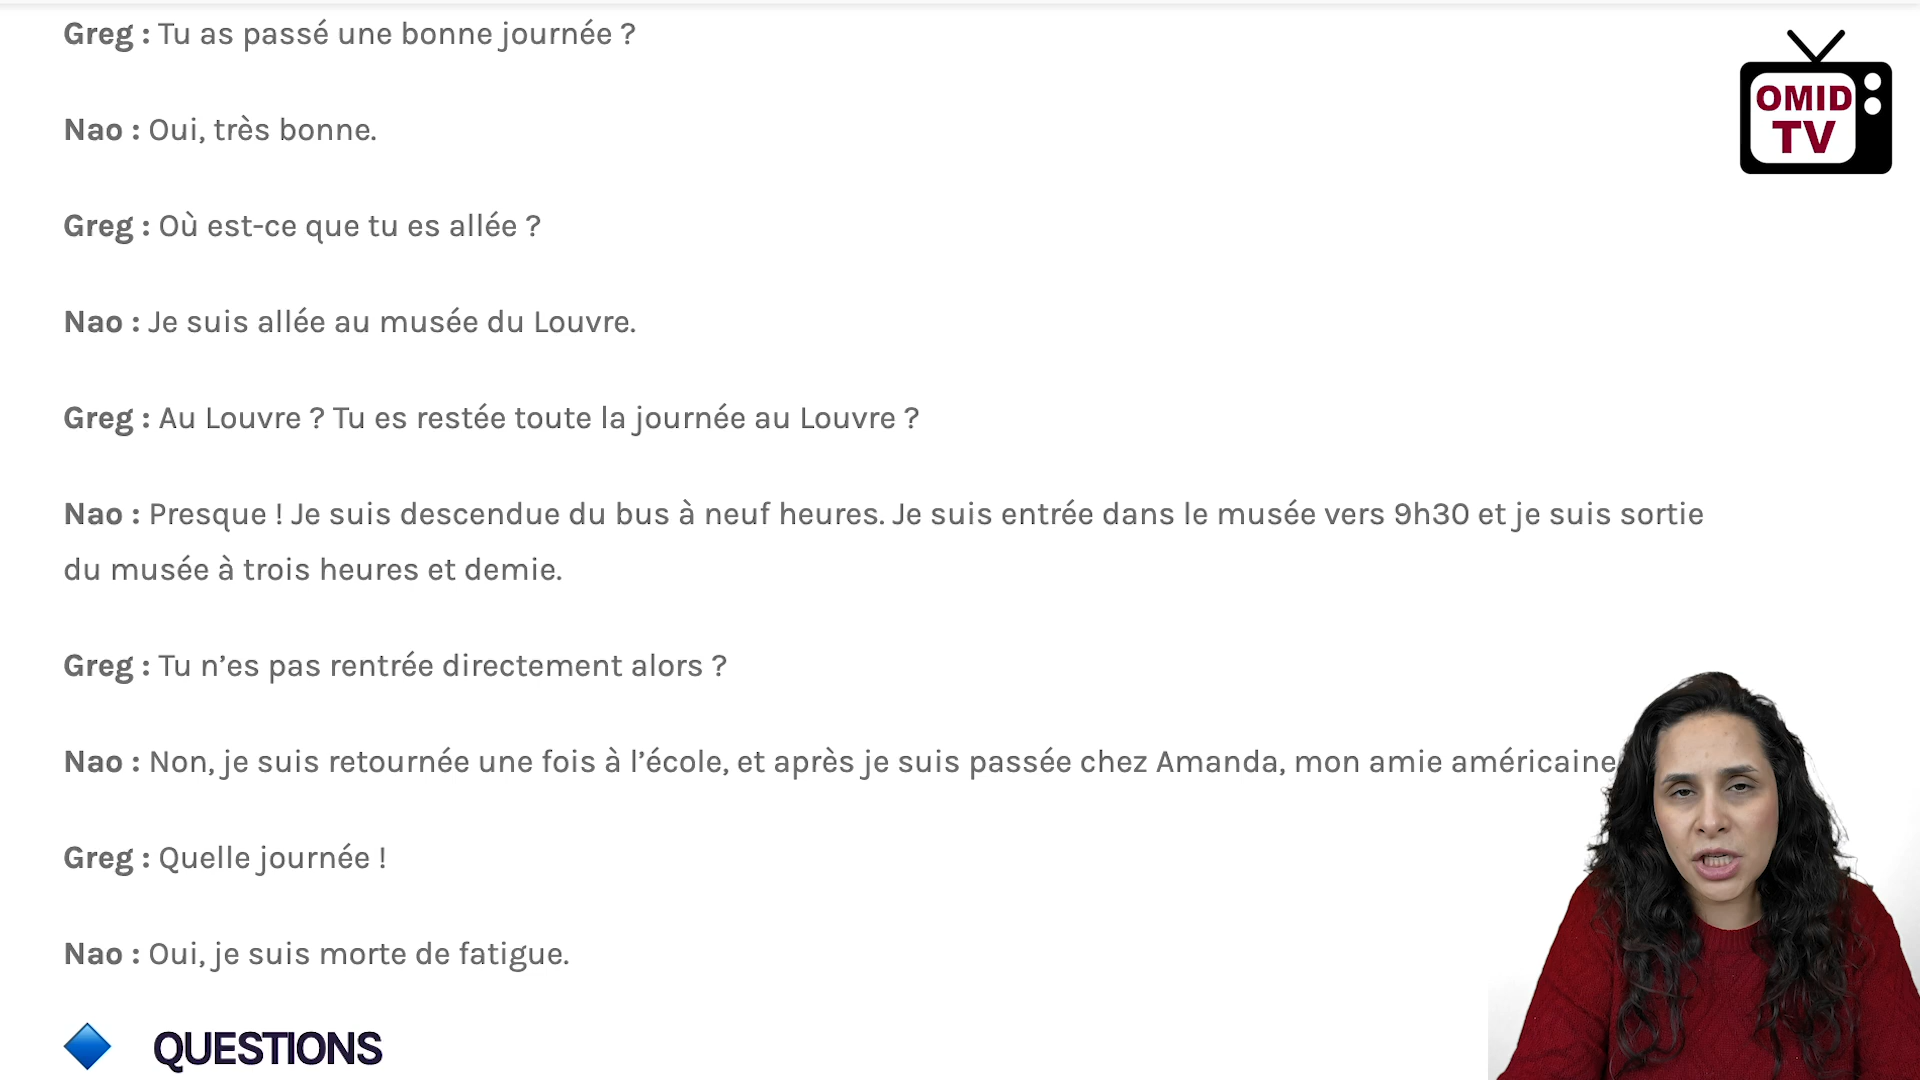 Greg : Tu as passé une bonne journée ?
OMID
TV
Nao : Oui, très bonne.
Greg : Où est-ce que tu es allée ?
Nao : Je suis allée au musée du Louvre.
Greg : Au Louvre ? Tu es restée toute la journée au Louvre ?
Nao : Presque ! Je suis descendue du bus à neuf heures. Je suis entrée dans le musée vers 9h30 et je suis sortie
du musée à trois heures et demie.
Greg : Tu n’es pas rentrée directement alors ?
Nao : Non, je suis retournée une fois à l’école, et après je suis passée chez Amanda, mon amie américaine
Greg : Quelle journée !
Nao : Oui, je suis morte de fatigue.
QUESTIONS